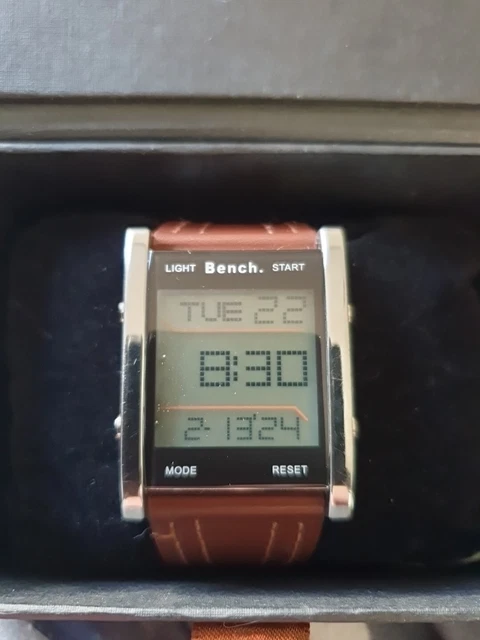 LIGHT Bench. START
TUE 22
8:30
2-13'24
MODE RESET